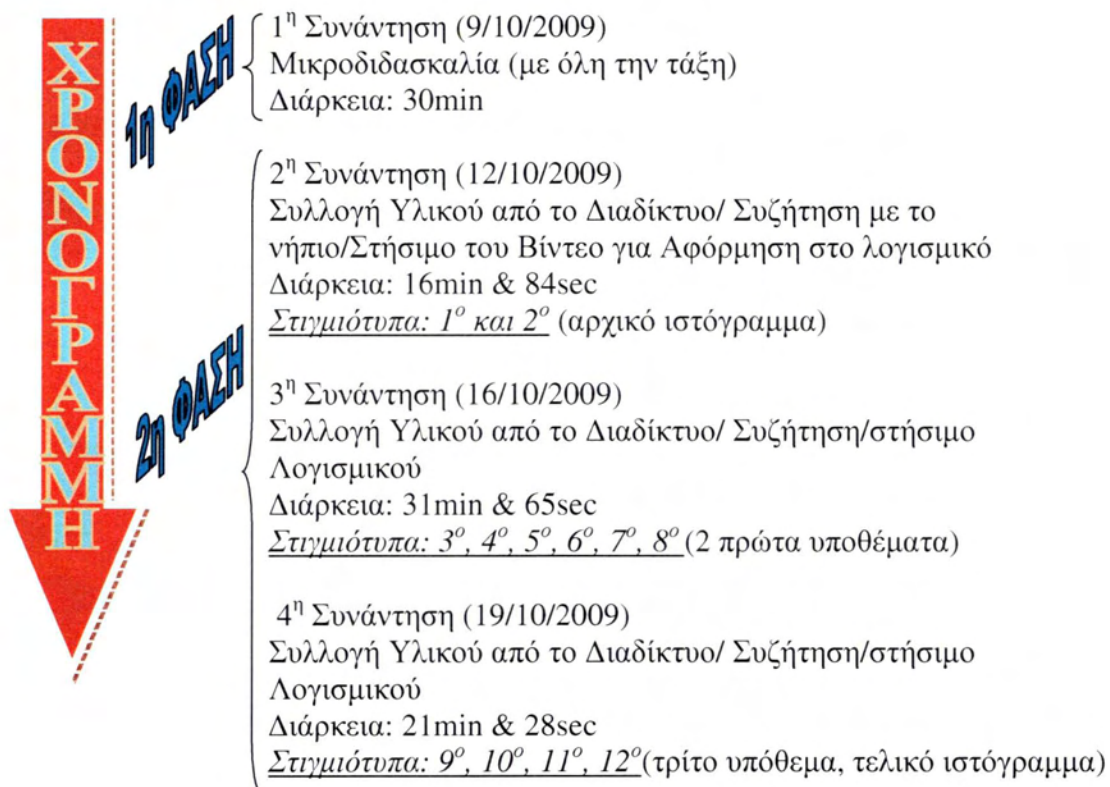 ΧΡΟΝΟΓΡΑΜΜΗ
1η ΦΑΣΗ
1η Συνάντηση (9/10/2009)
Μικροδιδασκαλία (με όλη την τάξη)
Διάρκεια: 30min
2η ΦΑΣΗ
2η Συνάντηση (12/10/2009)
Συλλογή Υλικού από το Διαδίκτυο/ Συζήτηση με το
νήπιο/Στήσιμο του Βίντεο για Αφόρμηση στο λογισμικό
Διάρκεια: 16min & 84sec
Στιγμιότυπα: 1ο και 2ο (αρχικό ιστόγραμμα)
3η Συνάντηση (16/10/2009)
Συλλογή Υλικού από το Διαδίκτυο/ Συζήτηση/στήσιμο
Λογισμικού
Διάρκεια: 31min & 65sec
Στιγμιότυπα: 3ο, 4ο, 5ο, 6ο, 7ο, 8ο (2 πρώτα υποθέματα)
4η Συνάντηση (19/10/2009)
Συλλογή Υλικού από το Διαδίκτυο/ Συζήτηση/στήσιμο
Λογισμικού
Διάρκεια: 21min & 28sec
Στιγμιότυπα: 9ο, 10ο, 11ο, 12ο(τρίτο υπόθεμα, τελικό ιστόγραμμα)